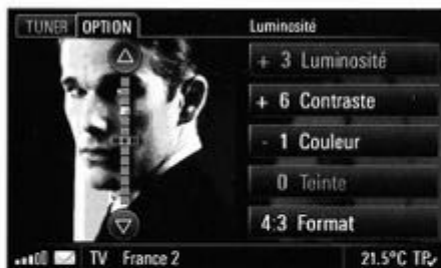 TUNER OPTION Luminosité
+ 3 Luminosité
+ 6 Contraste
- 1 Couleur
0 Teinte
4:3 Format
TV France 2 21.5°C TP